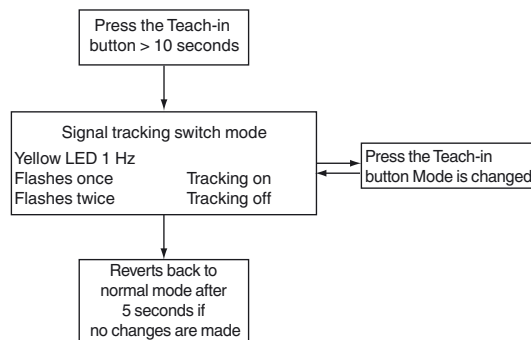 Press the Teach-in
button > 10 seconds
Signal tracking switch mode
Yellow LED 1 Hz
Flashes once Tracking on
Flashes twice Tracking off
Press the Teach-in
button Mode is changed
Reverts back to
normal mode after
5 seconds if
no changes are made